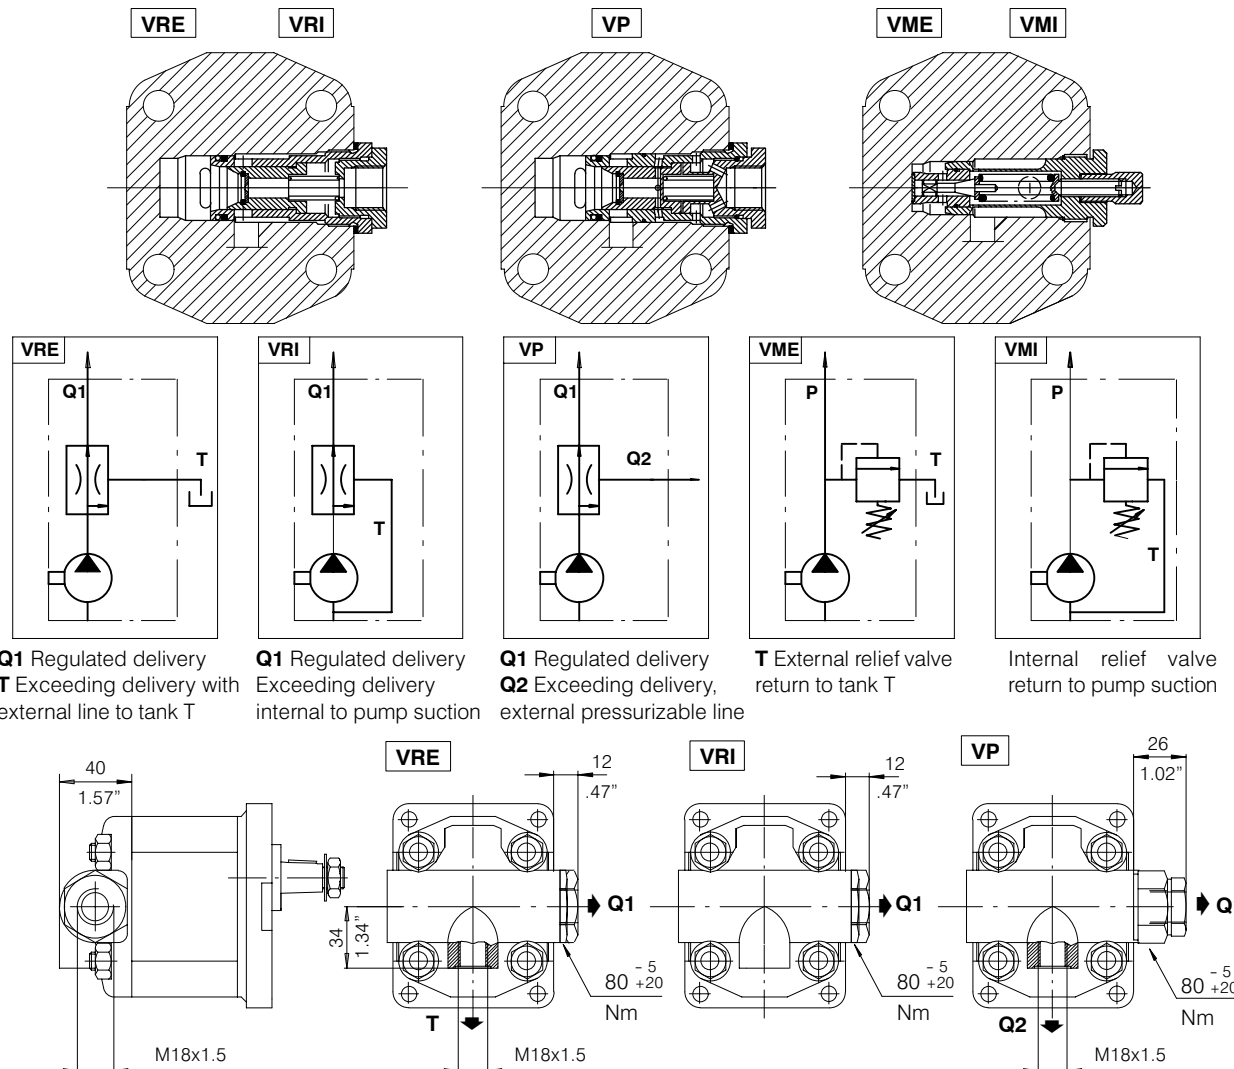 VRE VRI VP VME VMI
VRE VRI VP VME VMI
Q1 Q1 Q1 P P
T Q2 T
T T
Q1 Regulated delivery
T Exceeding delivery with
external line to tank T
Q1 Regulated delivery
Exceeding delivery
internal to pump suction
Q1 Regulated delivery
Q2 Exceeding delivery,
external pressurizable line
T External relief valve
return to tank T
Internal relief valve
return to pump suction
VRE VRI VP
40
1.57”
12
.47”
12
.47”
26
1.02”
34
1.34”
Q1 Q1 Q
80 - 5 +20
Nm
80 - 5 +20
Nm
80 - 5 +20
Nm
T Q2
M18x1.5 M18x1.5 M18x1.5